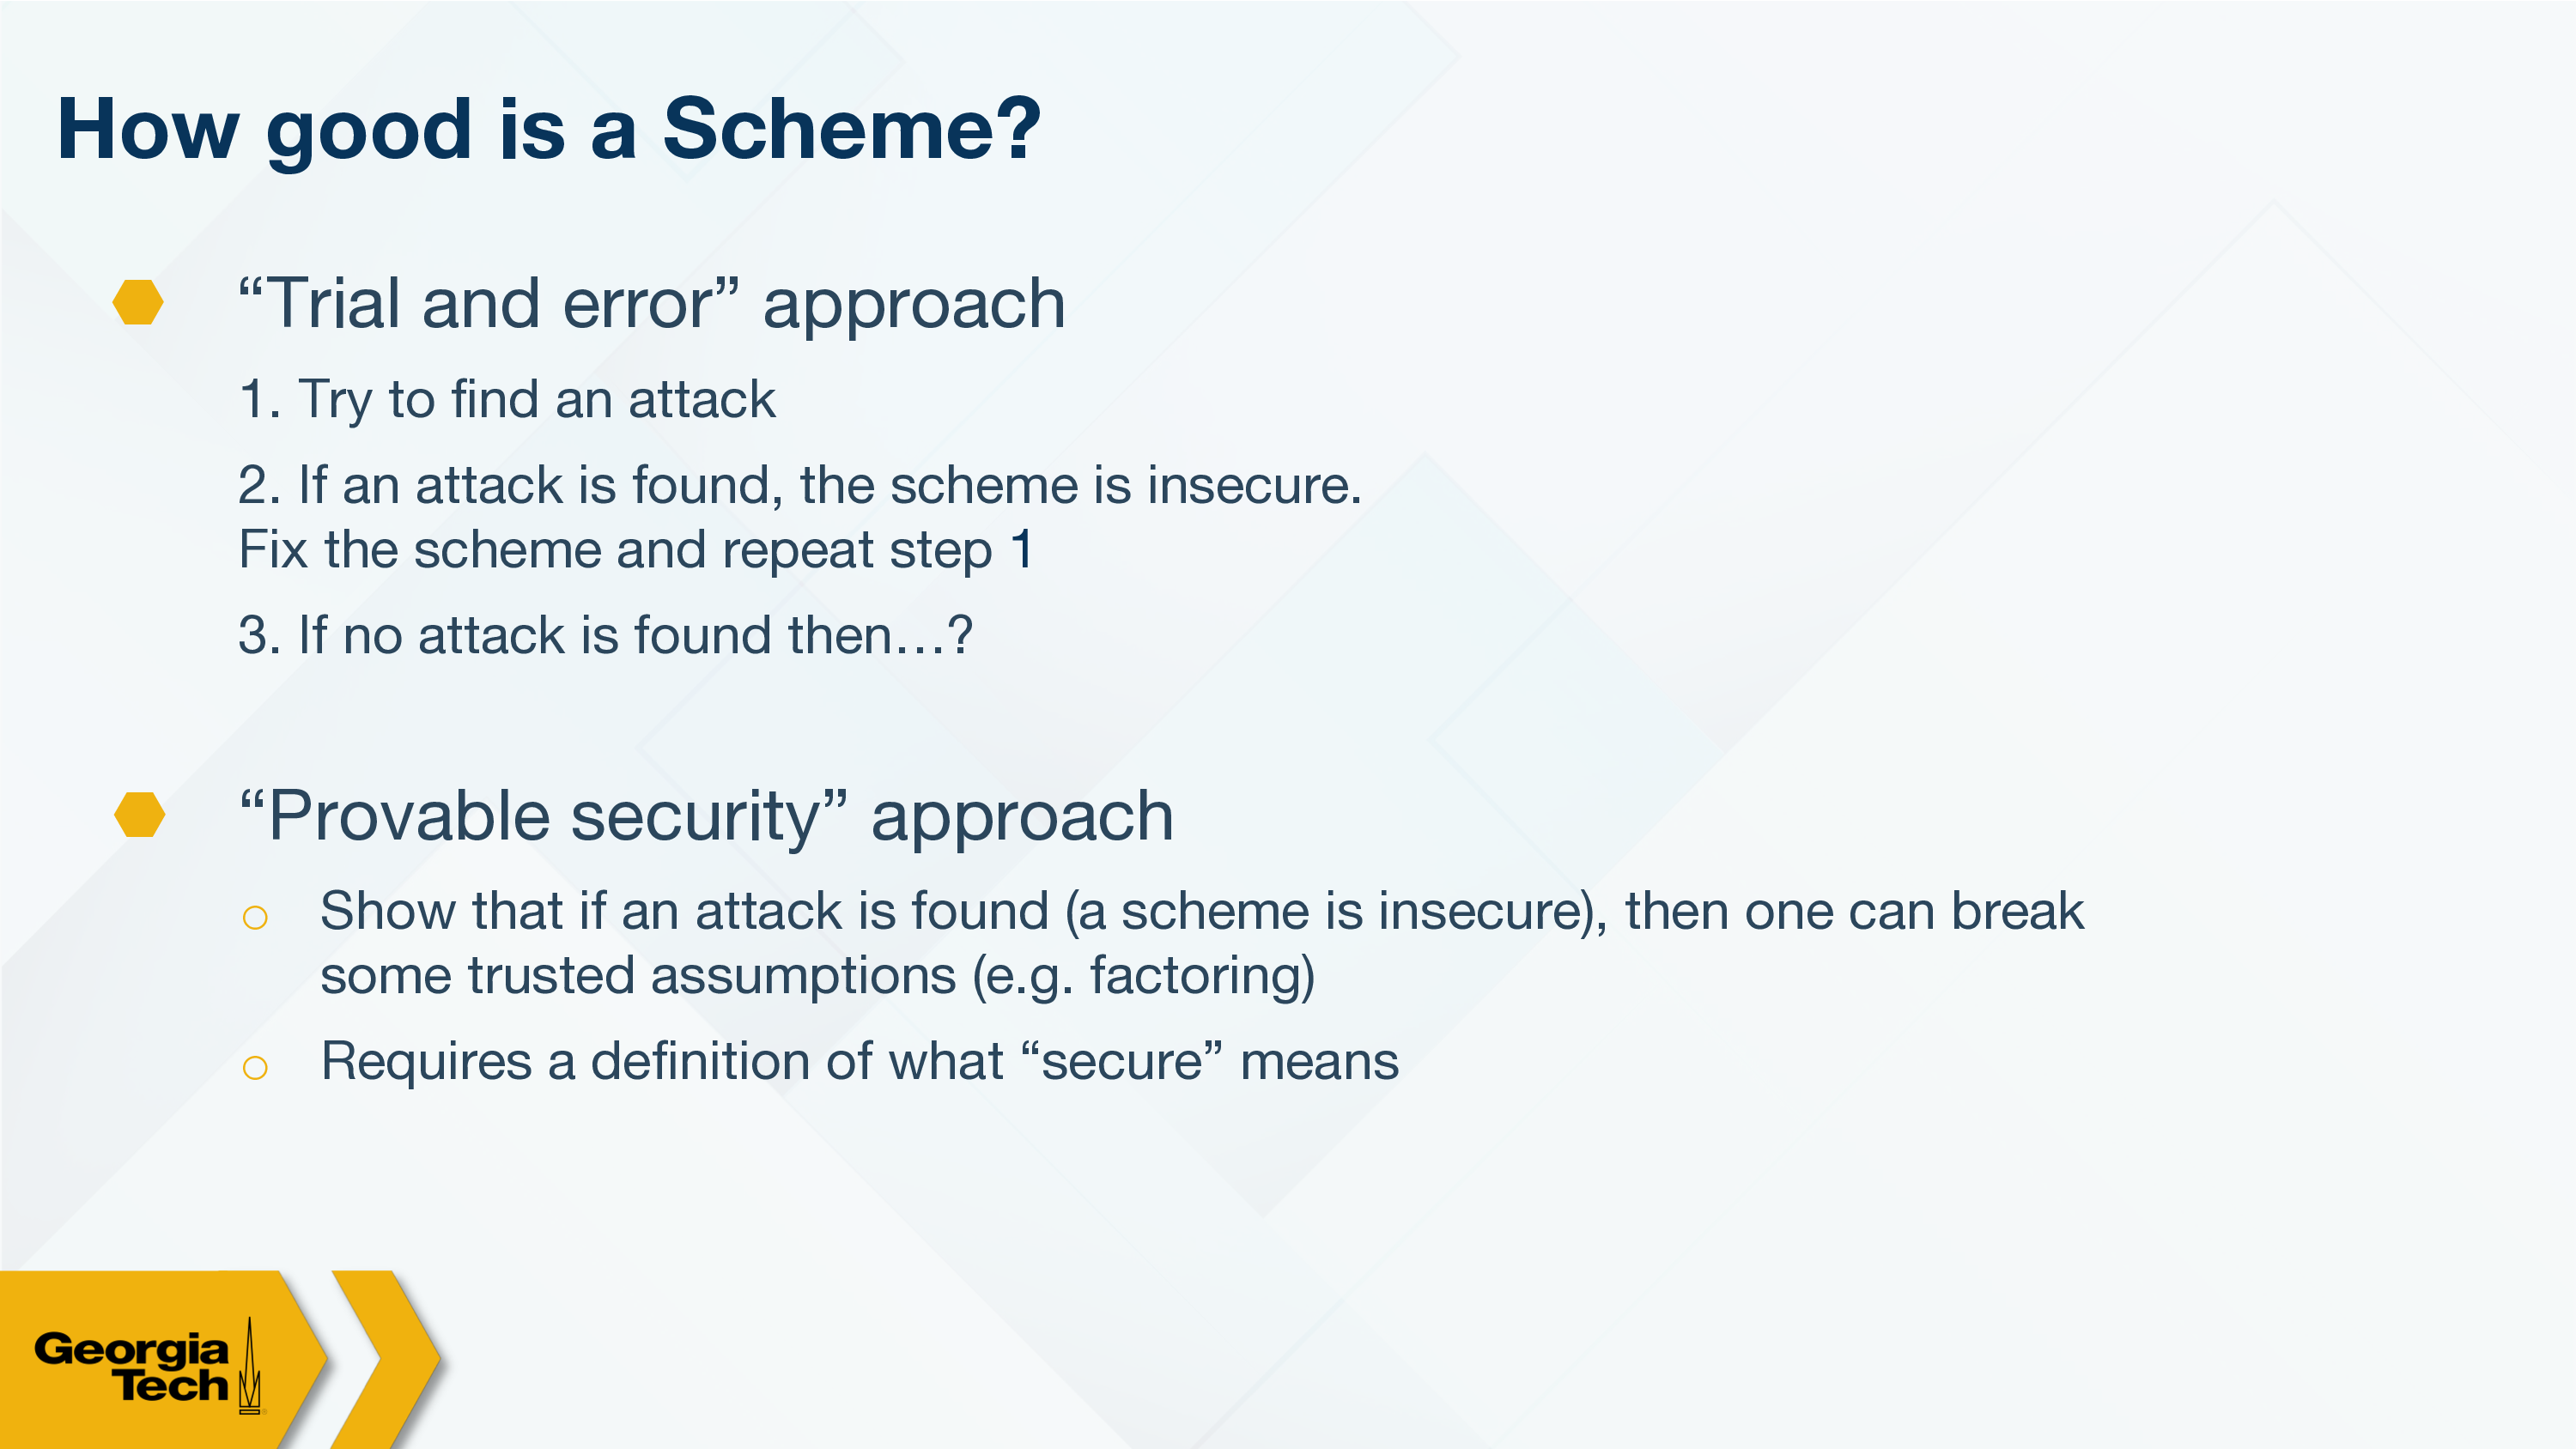 How good is a Scheme?
“Trial and error” approach
1. Try to find an attack
2. If an attack is found, the scheme is insecure.
Fix the scheme and repeat step 1
3. If no attack is found then…?
“Provable security” approach
Show that if an attack is found (a scheme is insecure), then one can break
some trusted assumptions (e.g. factoring)
Requires a definition of what “secure” means
Georgia
Tech